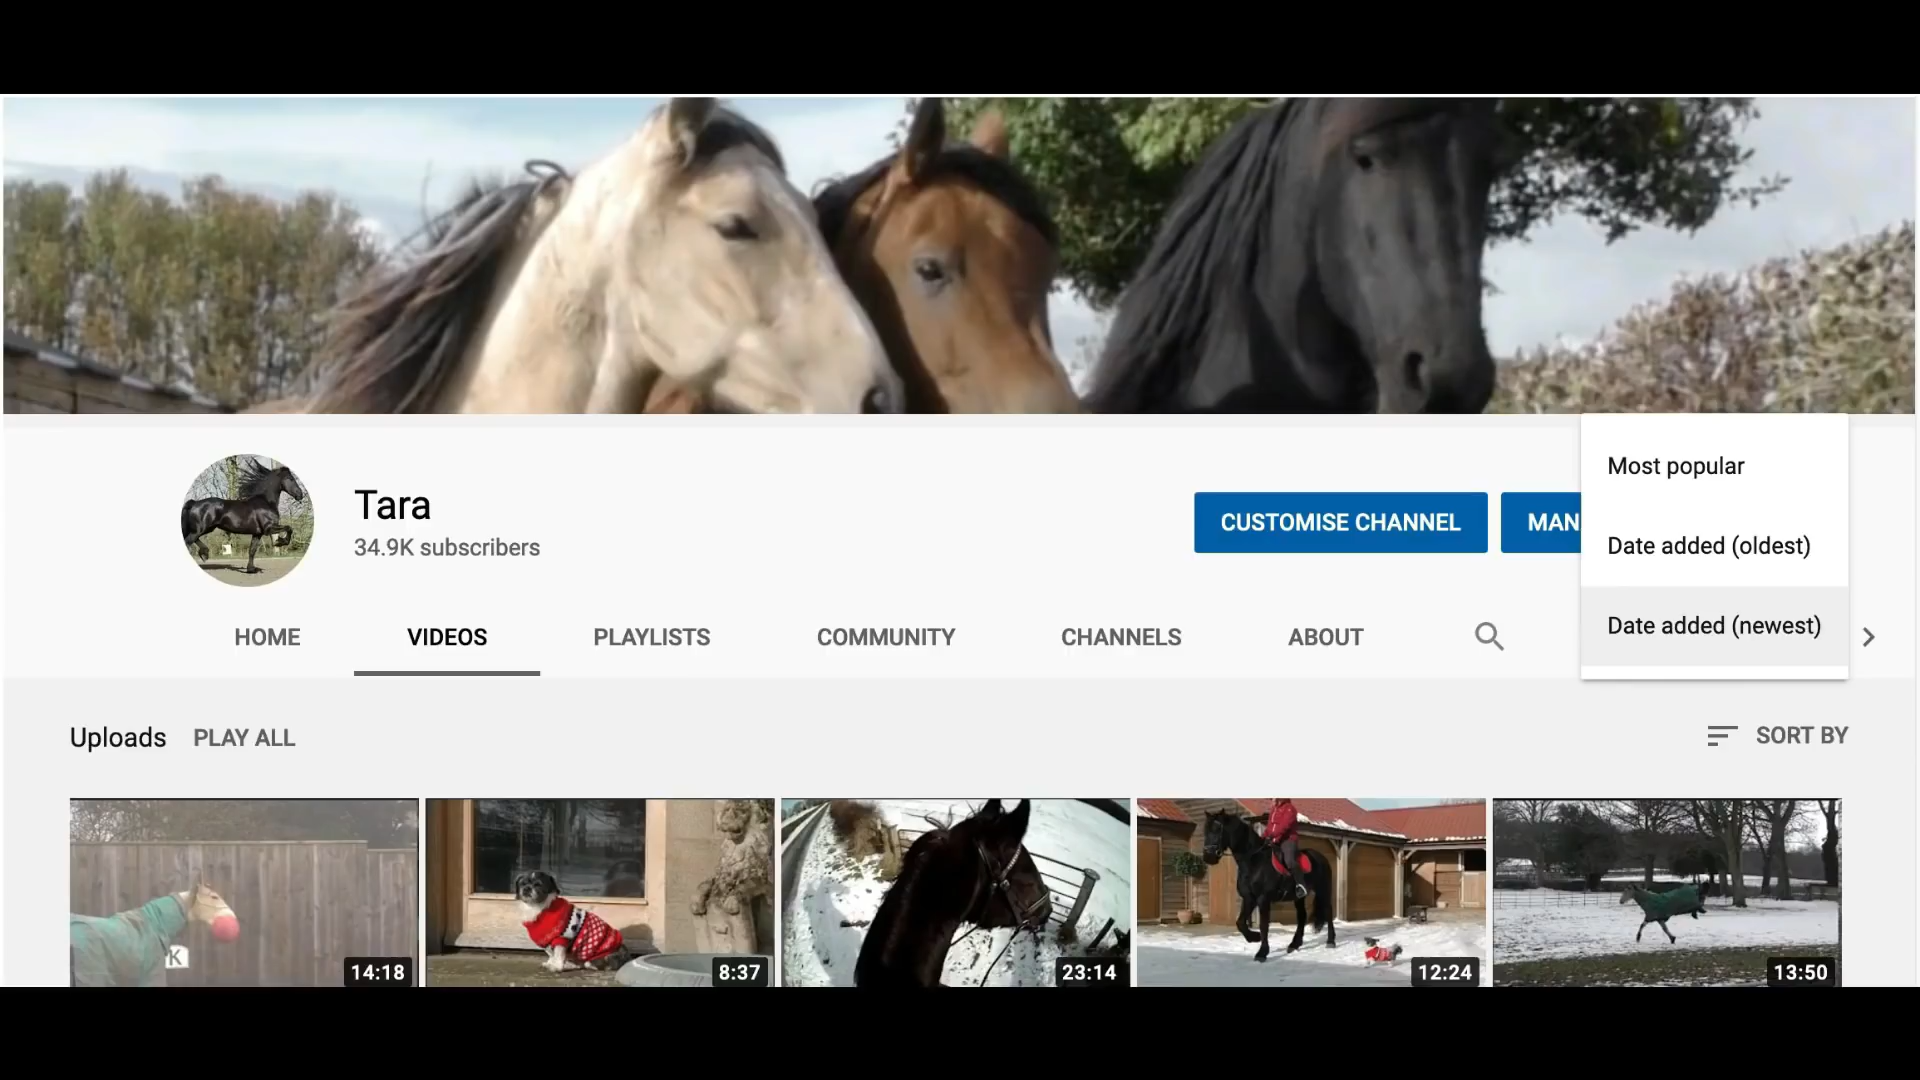 Most popular
Tara
CUSTOMISE CHANNEL
MAN
34.9K subscribers
Date added (oldest)
HOME
VIDEOS
PLAYLISTS
COMMUNITY
CHANNELS
ABOUT
Date added (newest)
Uploads
PLAY ALL
SORT BY
K
14:18
8:37
23:14
12:24
13:50